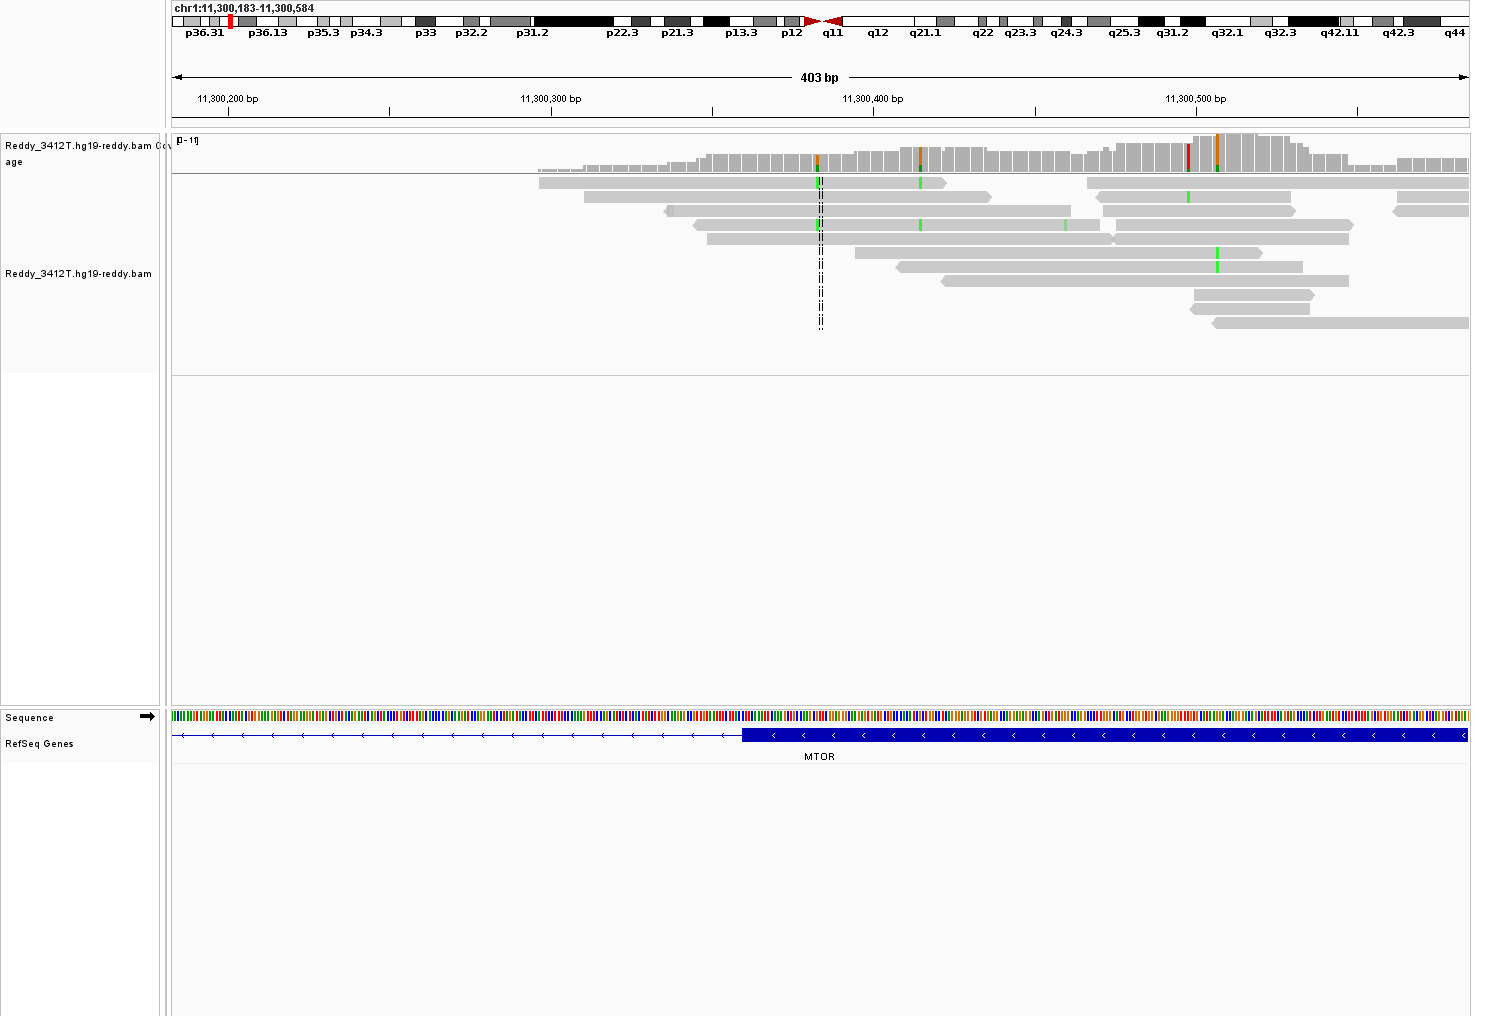 chr1:11,300,183-11,300,584
p36.31 p36.13 p35.3 p34.3 p33 p32.2 p31.2 p22.3 p21.3 p13.3 p12 q11 q12 q21.1 q22 q23.3 q24.3 q25.3 q31.2 q32.1 q32.3 q42.11 q42.3 q44
403 bp
11,300,200 bp 11,300,300 bp 11,300,400 bp 11,300,500 bp
[0 - 11]
Reddy_3412T.hg19-reddy.bam Cov
age
Reddy_3412T.hg19-reddy.bam
Sequence
RefSeq Genes
MTOR